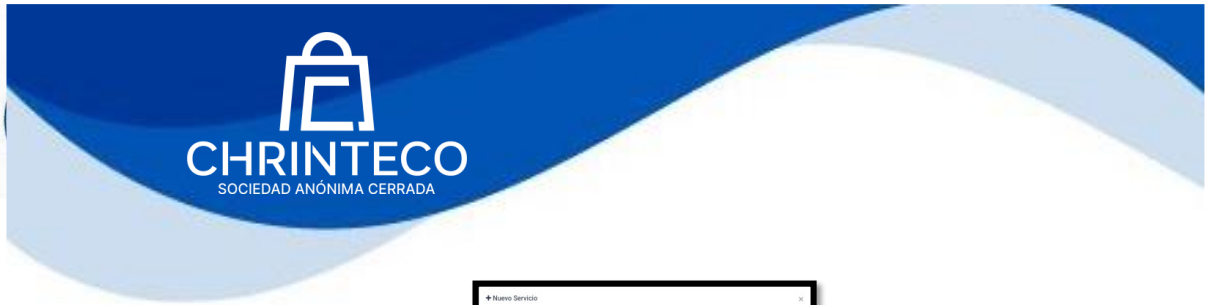 CHRINTECO
SOCIEDAD ANÓNIMA CERRADA
+ Nuevo Servicio ×